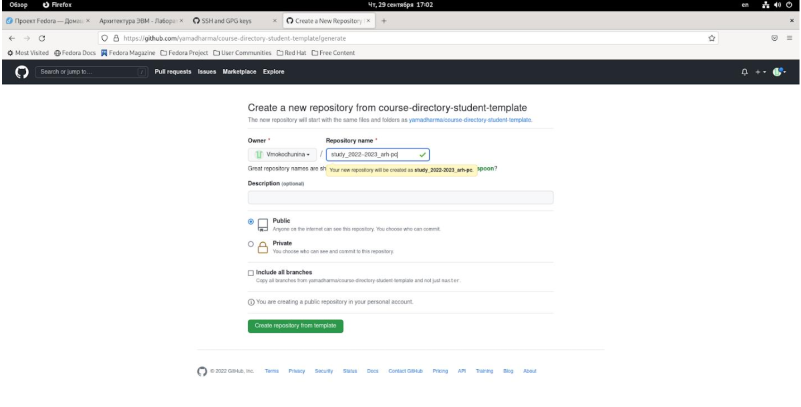 Обзор Firefox Чт, 29 сентября 17:02 en
Проект Fedora — Домаш × Архитектура ЭВМ - Лаборат × SSH and GPG keys × Create a New Repository × +
https://github.com/yamadharma/course-directory-student-template/generate
Most Visited Fedora Docs Fedora Magazine Fedora Project User Communities Red Hat Free Content
Search or jump to... / Pull requests Issues Marketplace Explore
Create a new repository from course-directory-student-template
The new repository will start with the same files and folders as yamadharma/course-directory-student-template.
Owner * Repository name *
Vmokochunina / study_2022–2023_arh-pc
Great repository names are sh
Your new repository will be created as study_2022-2023_arh-pc.
spoon?
Description (optional)
Public
Anyone on the internet can see this repository. You choose who can commit.
Private
You choose who can see and commit to this repository.
Include all branches
Copy all branches from yamadharma/course-directory-student-template and not just master.
You are creating a public repository in your personal account.
Create repository from template
© 2022 GitHub, Inc. Terms Privacy Security Status Docs Contact GitHub Pricing API Training Blog About